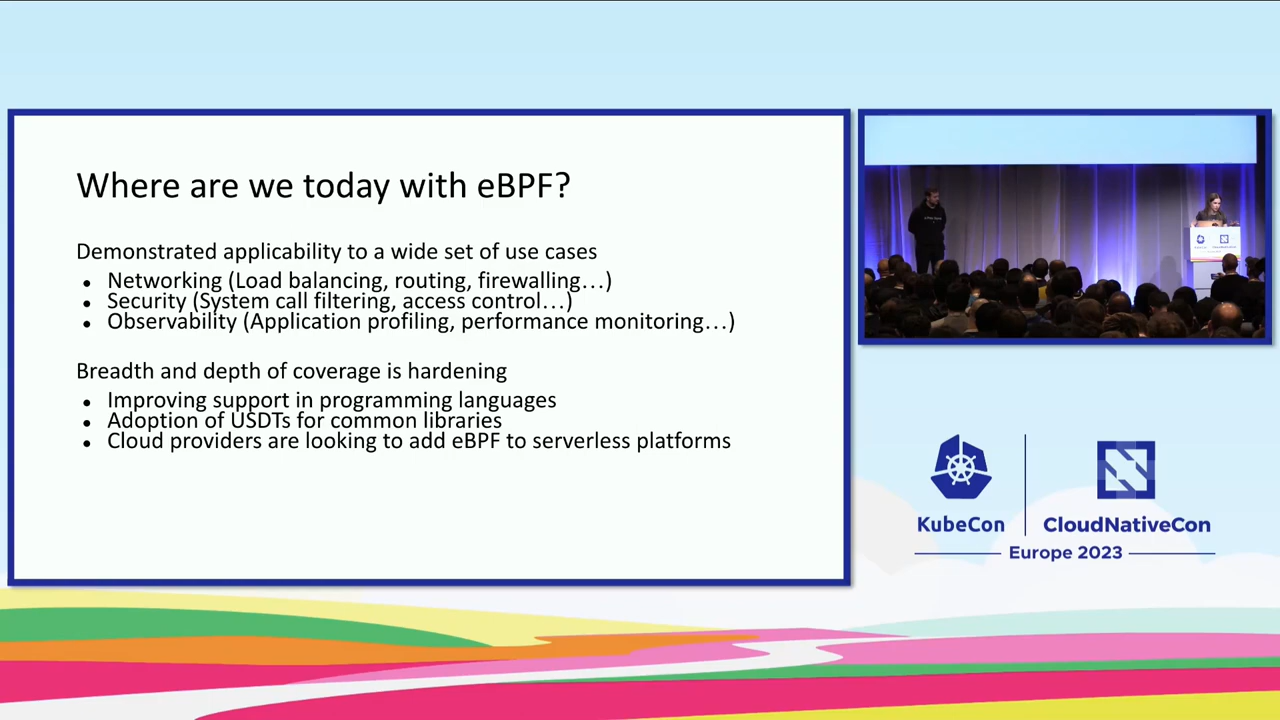 Where are we today with eBPF?
Demonstrated applicability to a wide set of use cases
• Networking (Load balancing, routing, firewalling…)
• Security (System call filtering, access control…)
• Observability (Application profiling, performance monitoring…)
Breadth and depth of coverage is hardening
• Improving support in programming languages
• Adoption of USDTs for common libraries
• Cloud providers are looking to add eBPF to serverless platforms
KubeCon
CloudNativeCon
Europe 2023